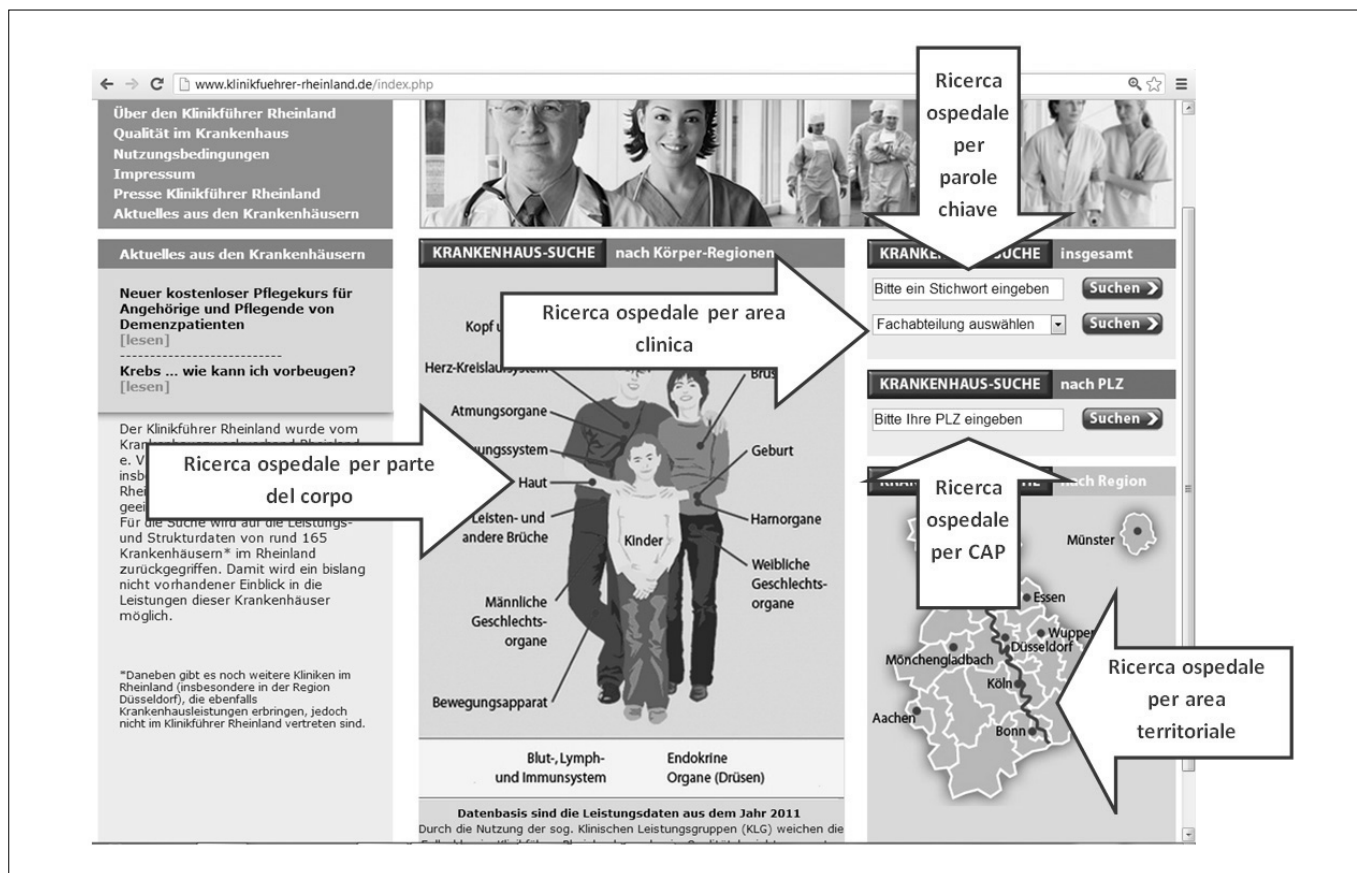 www.klinikfuehrer-rheinland.de/index.php
Über den Klinikführer Rheinland
Qualität im Krankenhaus
Nutzungsbedingungen
Impressum
Presse Klinikführer Rheinland
Aktuelles aus den Krankenhäusern
Aktuelles aus den Krankenhäusern
Neuer kostenloser Pflegekurs für
Angehörige und Pflegende von
Demenzpatienten
[lesen]
----------------------------
Krebs ... wie kann ich vorbeugen?
[lesen]
Der Klinikführer Rheinland wurde vom
e. V
insb
Rhei
geei
Für die Suche wird auf die Leistungs-
und Strukturdaten von rund 165
Krankenhäusern* im Rheinland
zurückgegriffen. Damit wird ein bislang
nicht vorhandener Einblick in die
Leistungen dieser Krankenhäuser
möglich.
*Daneben gibt es noch weitere Kliniken im
Rheinland (insbesondere in der Region
Düsseldorf), die ebenfalls
Krankenhausleistungen erbringen, jedoch
nicht im Klinikführer Rheinland vertreten sind.
Ricerca ospedale per parte
del corpo
KRANKENHAUS-SUCHE nach Körper-Regionen
Ricerca ospedale per area
clinica
Kopf u
Herz-Kreislaufsystem
Atmungsorgane
ungssystem
Haut
Leisten- und
andere Brüche
Männliche
Geschlechts-
organe
Bewegungsapparat
Kinder
Brus
Geburt
Harnorgane
Weibliche
Geschlechts-
organe
Blut-, Lymph-
und Immunsystem
Endokrine
Organe (Drüsen)
Datenbasis sind die Leistungsdaten aus dem Jahr 2011
Durch die Nutzung der sog. Klinischen Leistungsgruppen (KLG) weichen die
Ricerca
ospedale
per
parole
chiave
KRANKEN SUCHE insgesamt
Bitte ein Stichwort eingeben Suchen
Fachabteilung auswählen Suchen
KRANKENHAUS-SUCHE nach PLZ
Bitte Ihre PLZ eingeben Suchen
nach Region
Ricerca
ospedale
per CAP
Münster
Essen
Wupper
Düsseldorf
Mönchengladbach
Köln
Aachen
Bonn
Ricerca ospedale
per area
territoriale